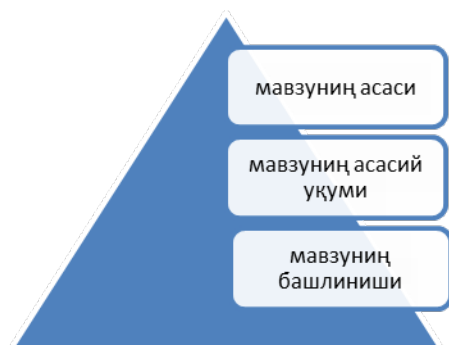 мавзуниң асаси
мавзуниң асасий
уқуми
мавзуниң
башлиниши